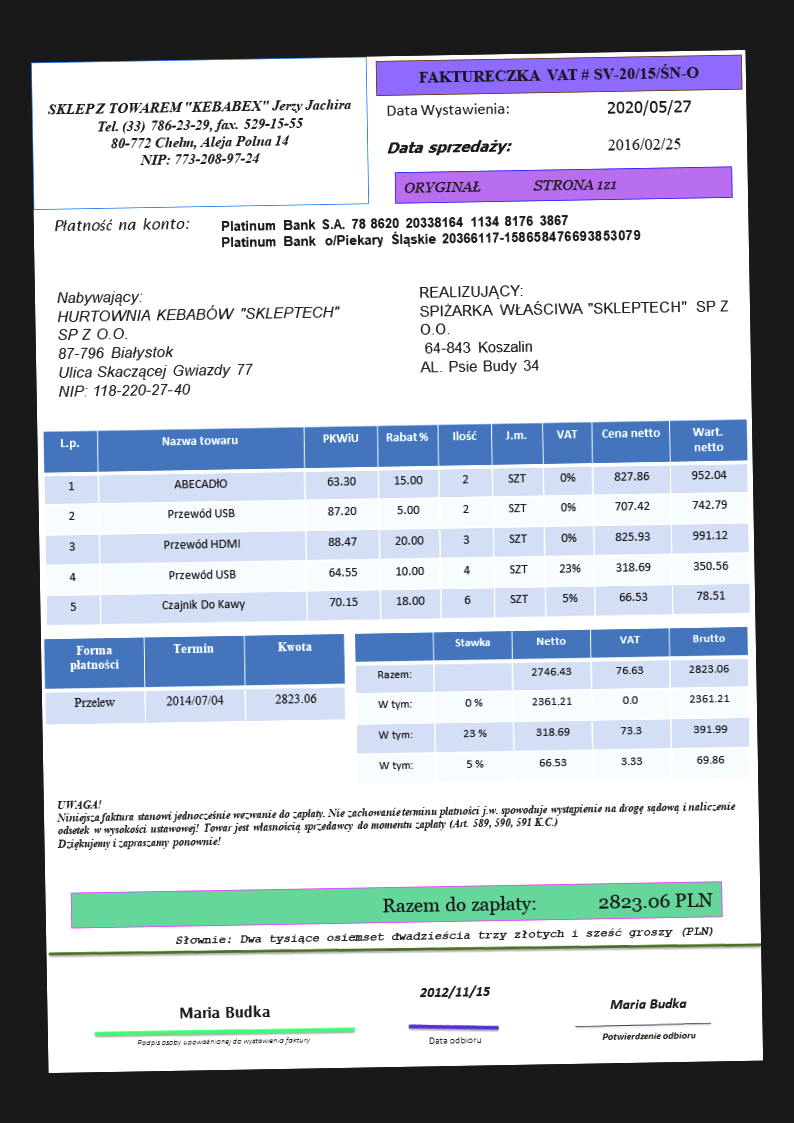 SKLEP Z TOWAREM "KEBABEX" Jerzy Jachira
Tel. (33) 786-23-29, fax. 529-15-55
80-772 Chełm, Aleja Polna 14
NIP: 773-208-97-24
FAKTURECZKA VAT # SV-20/15/ŚN-O
Data Wystawienia: 2020/05/27
Data sprzedaży: 2016/02/25
ORYGINAŁ STRONA 1z1
Płatność na konto:
Platinum Bank S.A. 78 8620 20338164 1134 8176 3867
Platinum Bank o/Piekary Śląskie 20366117-158658476693853079
Nabywający:
HURTOWNIA KEBABÓW "SKLEPTECH"
SP Z O.O.
87-796 Białystok
Ulica Skaczącej Gwiazdy 77
NIP: 118-220-27-40
REALIZUJĄCY:
SPIŻARKA WŁAŚCIWA "SKLEPTECH" SP Z
O.O.
64-843 Koszalin
AL. Psie Budy 34
L.p. Nazwa towaru PKWiU Rabat % Ilość J.m. VAT Cena netto Wart. netto
1 ABECADŁO 63.30 15.00 2 SZT 0% 827.86 952.04
2 Przewód USB 87.20 5.00 2 SZT 0% 707.42 742.79
3 Przewód HDMI 88.47 20.00 3 SZT 0% 825.93 991.12
4 Przewód USB 64.55 10.00 4 SZT 23% 318.69 350.56
5 Czajnik Do Kawy 70.15 18.00 6 SZT 5% 66.53 78.51
Forma płatności Termin Kwota
Przelew 2014/07/04 2823.06
Stawka Netto VAT Brutto
Razem: 2746.43 76.63 2823.06
W tym: 0 % 2361.21 0.0 2361.21
W tym: 23 % 318.69 73.3 391.99
W tym: 5 % 66.53 3.33 69.86
UWAGA!
Niniejsza faktura stanowi jednocześnie wezwanie do zapłaty. Nie zachowanie terminu płatności j.w. spowoduje wystąpienie na drogę sądową i naliczenie
odsetek w wysokości ustawowej! Towar jest własnością sprzedawcy do momentu zapłaty (Art. 589, 590, 591 K.C.)
Dziękujemy i zapraszamy ponownie!
Razem do zapłaty: 2823.06 PLN
Słownie: Dwa tysiące osiemset dwadzieścia trzy złotych i sześć groszy (PLN)
Maria Budka
Podpis osoby upoważnionej do wystawienia faktury
2012/11/15
Data odbioru
Maria Budka
Potwierdzenie odbioru